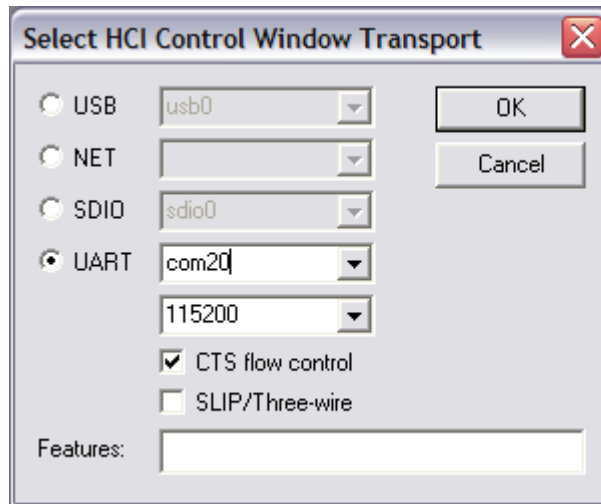 Select HCI Control Window Transport
USB usb0 OK
NET Cancel
SDIO sdio0
UART com20
115200
CTS flow control
SLIP/Three-wire
Features: